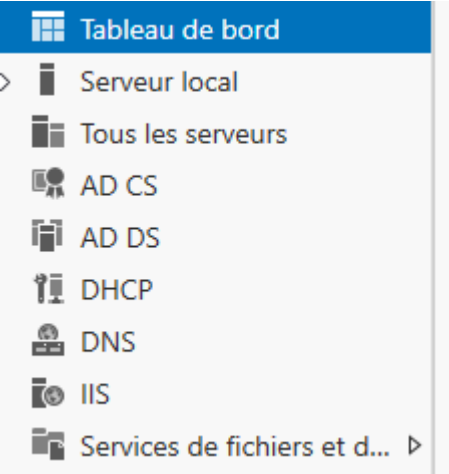 Tableau de bord
Serveur local
Tous les serveurs
AD CS
AD DS
DHCP
DNS
IIS
Services de fichiers et d...